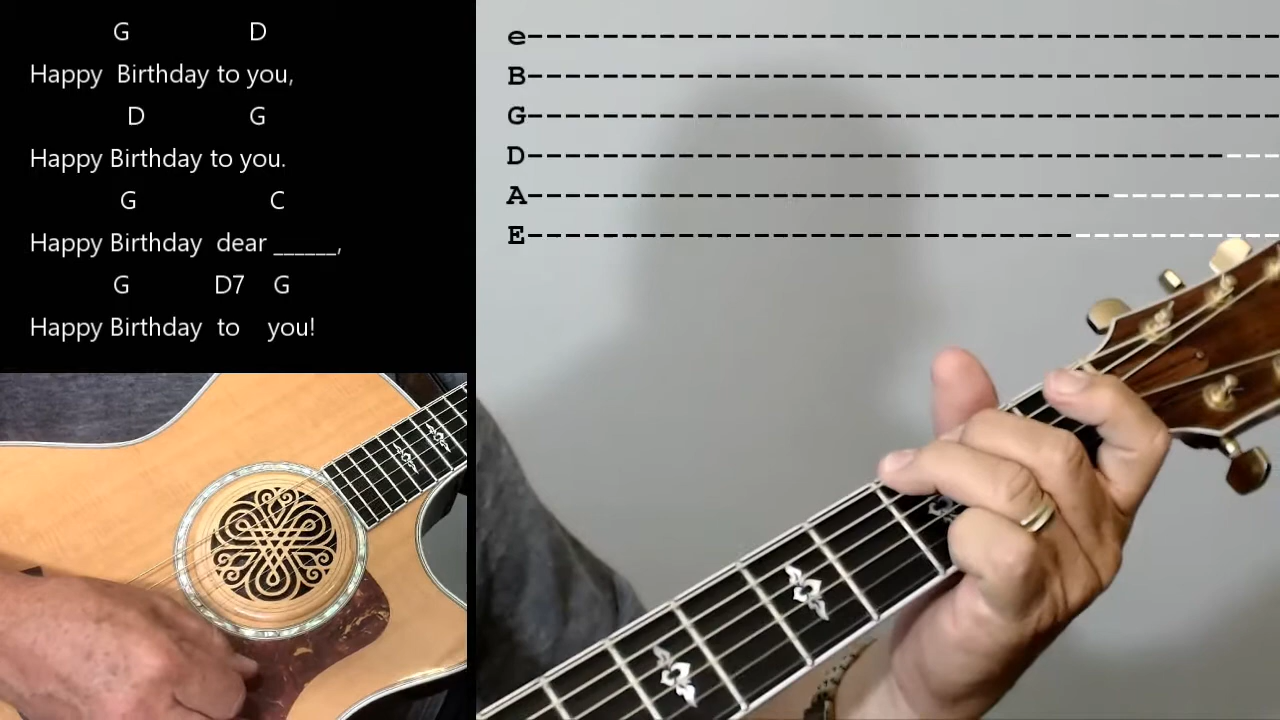 G D
Happy Birthday to you,
D G
Happy Birthday to you.
G C
Happy Birthday dear ______,
G D7 G
Happy Birthday to you!
e----------------------------------------
B----------------------------------------
G----------------------------------------
D----------------------------------------
A----------------------------------------
E----------------------------------------